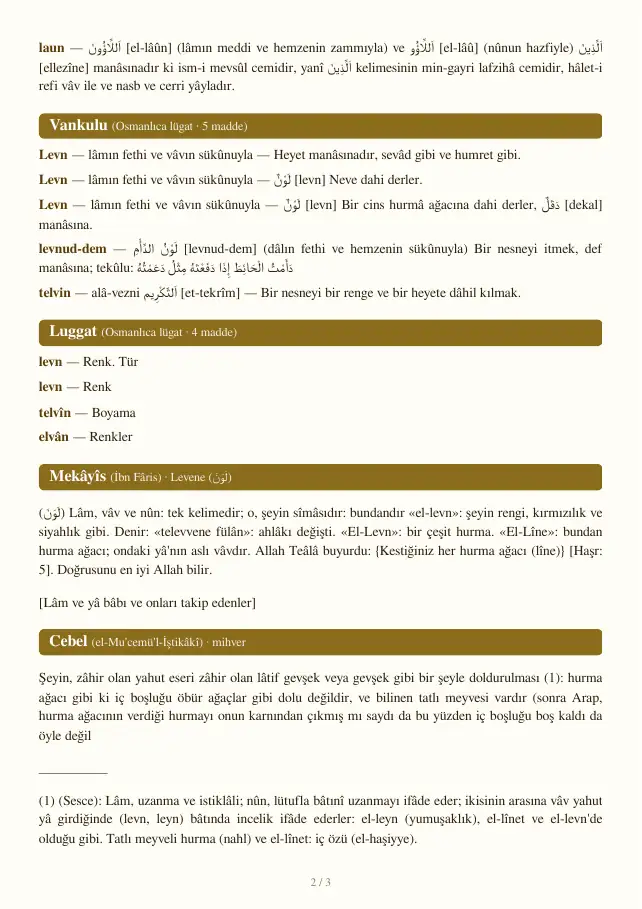 laun — اَللَّاؤُونَ [el-lâûn] (lâmın meddi ve hemzenin zammıyla) ve اَللَّاؤُو [el-lâû] (nûnun hazfiyle) اَلَّذِينَ
[ellezîne] manâsınadır ki ism-i mevsûl cemidir, yanî اَلَّذِينَ kelimesinin min-gayri lafzihâ cemidir, hâlet-i
refi vâv ile ve nasb ve cerri yâyladır.
Vankulu (Osmanlıca lügat · 5 madde)
Levn — lâmın fethi ve vâvın sükûnuyla — Heyet manâsınadır, sevâd gibi ve humret gibi.
Levn — lâmın fethi ve vâvın sükûnuyla — لَوْنٌ [levn] Neve dahi derler.
Levn — lâmın fethi ve vâvın sükûnuyla — لَوْنٌ [levn] Bir cins hurmâ ağacına dahi derler, دَقَلٌ [dekal]
manâsına.
levnud-dem — لَوْنُ الدَّأْمِ [levnud-dem] (dâlın fethi ve hemzenin sükûnuyla) Bir nesneyi itmek, def
manâsına; tekûlu: دَأَمْتُ الْحَائِطَ إِذَا دَفَعْتَهُ مِثْلُ دَعَمْتُهُ
telvin — alâ-vezni اَلتَّكْرِيم [et-tekrîm] — Bir nesneyi bir renge ve bir heyete dâhil kılmak.
Luggat (Osmanlıca lügat · 4 madde)
levn — Renk. Tür
levn — Renk
telvîn — Boyama
elvân — Renkler
Mekâyîs (İbn Fâris) · Levene (لَوَنَ)
(لَوَنَ) Lâm, vâv ve nûn: tek kelimedir; o, şeyin sîmâsıdır: bundandır «el-levn»: şeyin rengi, kırmızılık ve
siyahlık gibi. Denir: «televvene fülân»: ahlâkı değişti. «El-Levn»: bir çeşit hurma. «El-Lîne»: bundan
hurma ağacı; ondaki yâ'nın aslı vâvdır. Allah Teâlâ buyurdu: {Kestiğiniz her hurma ağacı (lîne)} [Haşr:
5]. Doğrusunu en iyi Allah bilir.
[Lâm ve yâ bâbı ve onları takip edenler]
Cebel (el-Mu'cemü'l-İştikâkî) · mihver
Şeyin, zâhir olan yahut eseri zâhir olan lâtif gevşek veya gevşek gibi bir şeyle doldurulması (1): hurma
ağacı gibi ki iç boşluğu öbür ağaçlar gibi dolu değildir, ve bilinen tatlı meyvesi vardır (sonra Arap,
hurma ağacının verdiği hurmayı onun karnından çıkmış mı saydı da bu yüzden iç boşluğu boş kaldı da
öyle değil
(1) (Sesce): Lâm, uzanma ve istiklâli; nûn, lütufla bâtınî uzanmayı ifâde eder; ikisinin arasına vâv yahut
yâ girdiğinde (levn, leyn) bâtında incelik ifâde ederler: el-leyn (yumuşaklık), el-lînet ve el-levn'de
olduğu gibi. Tatlı meyveli hurma (nahl) ve el-lînet: iç özü (el-haşiyye).
2 / 3